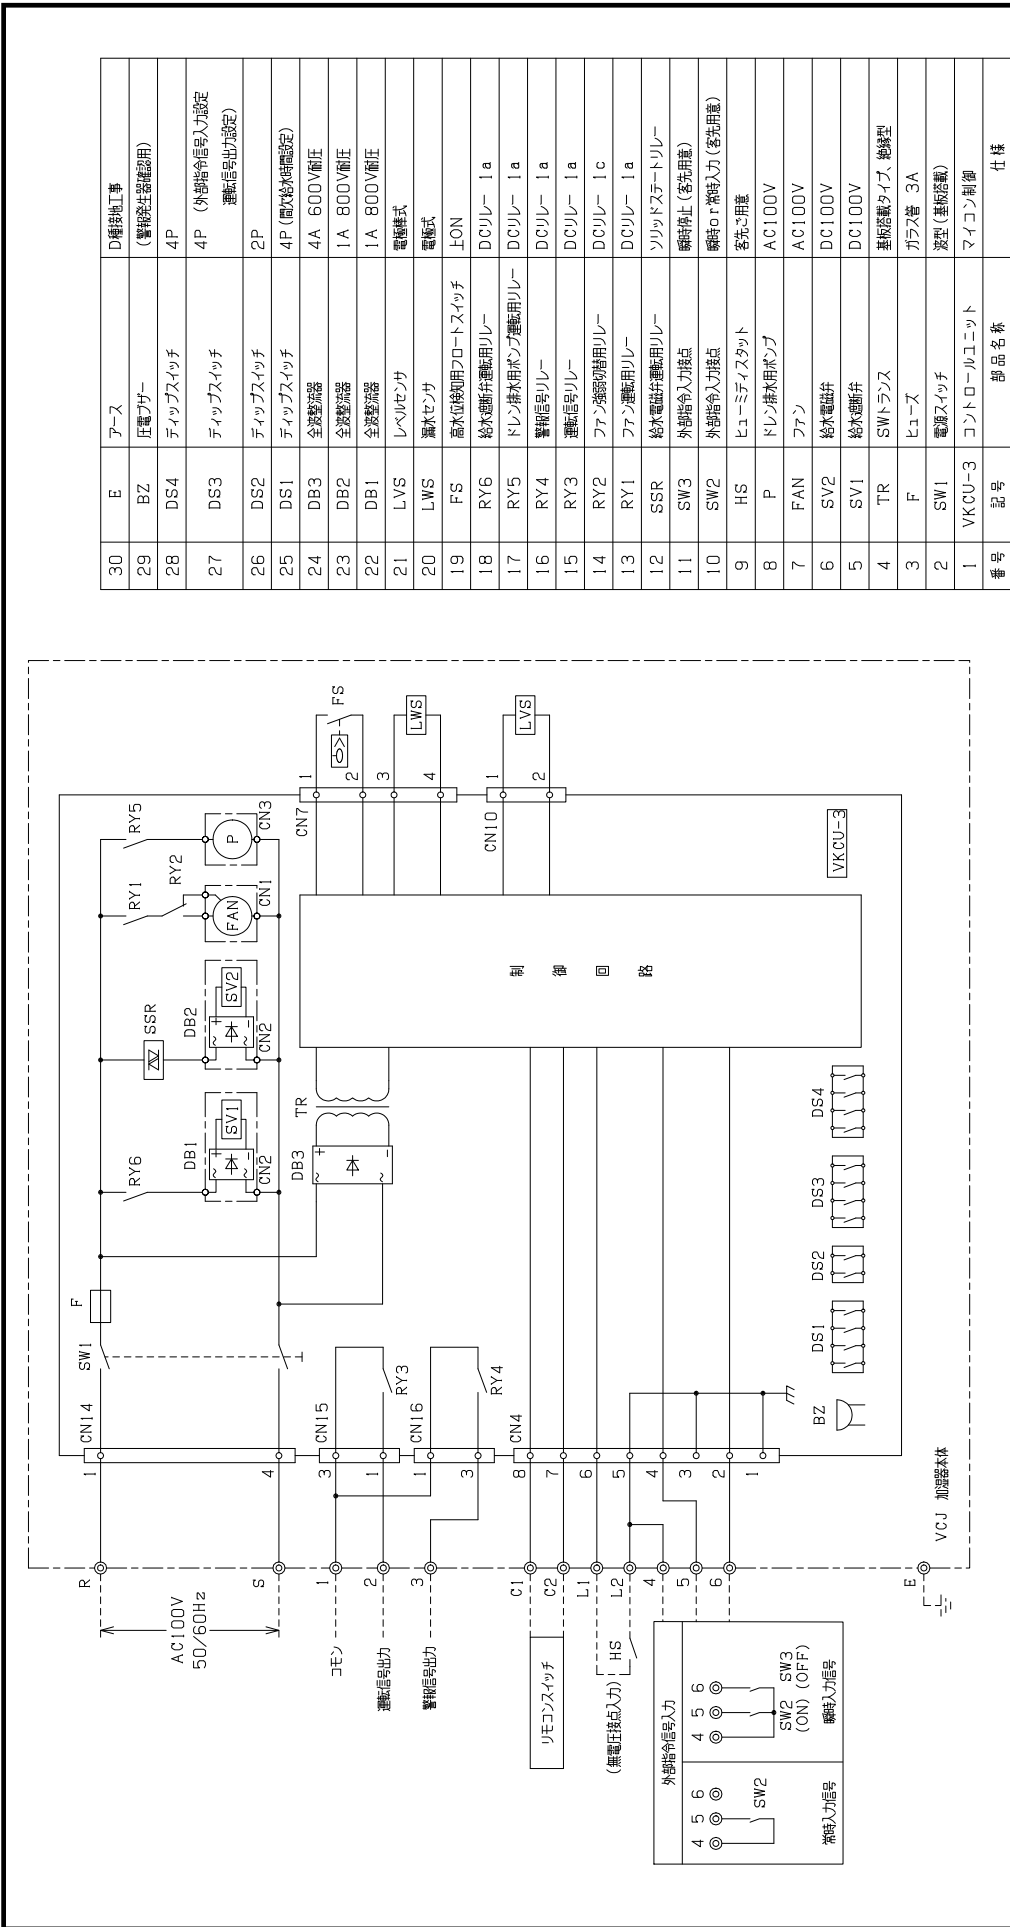 30 E アース D種接地工事
29 BZ 圧電ブザー (警報発生器確認用)
28 DS4 ディップスイッチ 4P
27 DS3 ディップスイッチ 4P (外部指令信号入力設定
運転信号出力設定)
26 DS2 ディップスイッチ 2P
25 DS1 ディップスイッチ 4P(間欠給水時間設定)
24 DB3 全波整流器 4A 600V耐圧
23 DB2 全波整流器 1A 800V耐圧
22 DB1 全波整流器 1A 800V耐圧
21 LVS レベルセンサ 電極棒式
20 LWS 漏水センサ 電極式
19 FS 高水位検知用フロートスイッチ 上ON
18 RY6 給水遮断弁運転用リレー DCリレー 1a
17 RY5 ドレン排水用ポンプ運転用リレー DCリレー 1a
16 RY4 警報信号リレー DCリレー 1a
15 RY3 運転信号リレー DCリレー 1a
14 RY2 ファン強弱切替用リレー DCリレー 1c
13 RY1 ファン運転用リレー DCリレー 1a
12 SSR 給水電磁弁運転用リレー ソリッドステートリレー
11 SW3 外部指令入力接点 瞬時停止(客先用意)
10 SW2 外部指令入力接点 瞬時or常時入力(客先用意)
9 HS ヒューミディスタット 客先ご用意
8 P ドレン排水用ポンプ AC100V
7 FAN ファン AC100V
6 SV2 給水電磁弁 DC100V
5 SV1 給水遮断弁 DC100V
4 TR SWトランス 基板搭載タイプ、絶縁型
3 F ヒューズ ガラス管 3A
2 SW1 電源スイッチ 波型(基板搭載)
1 VKCU-3 コントロールユニット マイコン制御
番号 記号 部品名称 仕様
R
AC100V
50/60Hz
S
1
4
CN14
SW1
F
RY6
DB1
SV1
CN2
SSR
DB2
SV2
CN2
RY1
RY2
FAN
CN1
RY5
P
CN3
DB3
TR
CN7
1
2
3
4
FS
LWS
CN10
1
2
LVS
制御回路
VKCU-3
コモン
運転信号出力
警報信号出力
1
2
3
3
1
CN15
RY3
1
3
CN16
RY4
CN4
8
7
6
5
4
3
2
1
C1
C2
L1
L2
4
5
6
リモコンスイッチ
HS
(無電圧接点入力)
BZ
DS1
DS2
DS3
DS4
VCJ 加湿器本体
E
外部指令信号入力
4 5 6
SW2
常時入力信号
4 5 6
SW2 SW3
(ON) (OFF)
瞬時入力信号